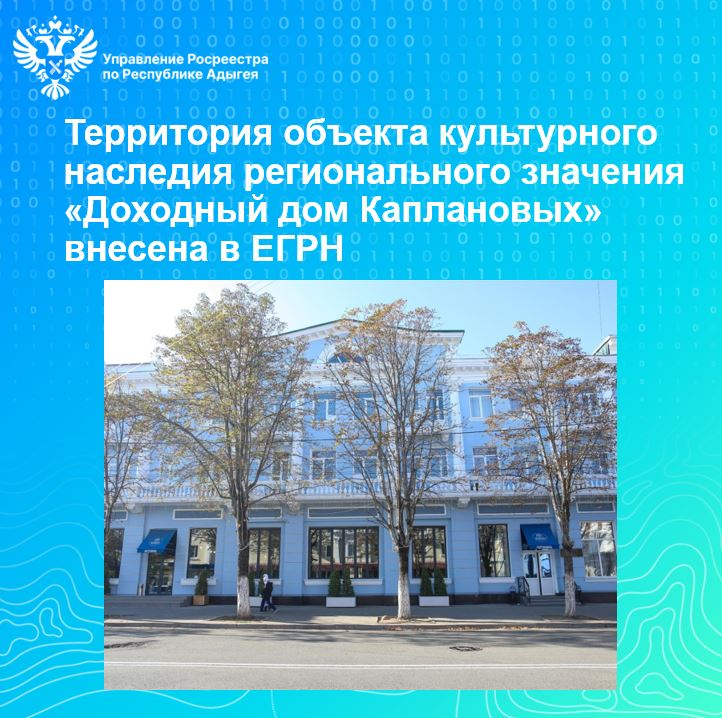 Управление Росреестра
по Республике Адыгея
Территория объекта культурного
наследия регионального значения
«Доходный дом Каплановых»
внесена в ЕГРН